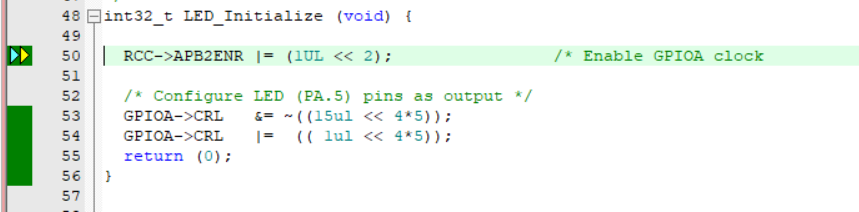 48 int32_t LED_Initialize (void) {
49
50 RCC->APB2ENR |= (1UL << 2); /* Enable GPIOA clock
51
52 /* Configure LED (PA.5) pins as output */
53 GPIOA->CRL &= ~((15ul << 4*5));
54 GPIOA->CRL |= (( 1ul << 4*5));
55 return (0);
56 }
57